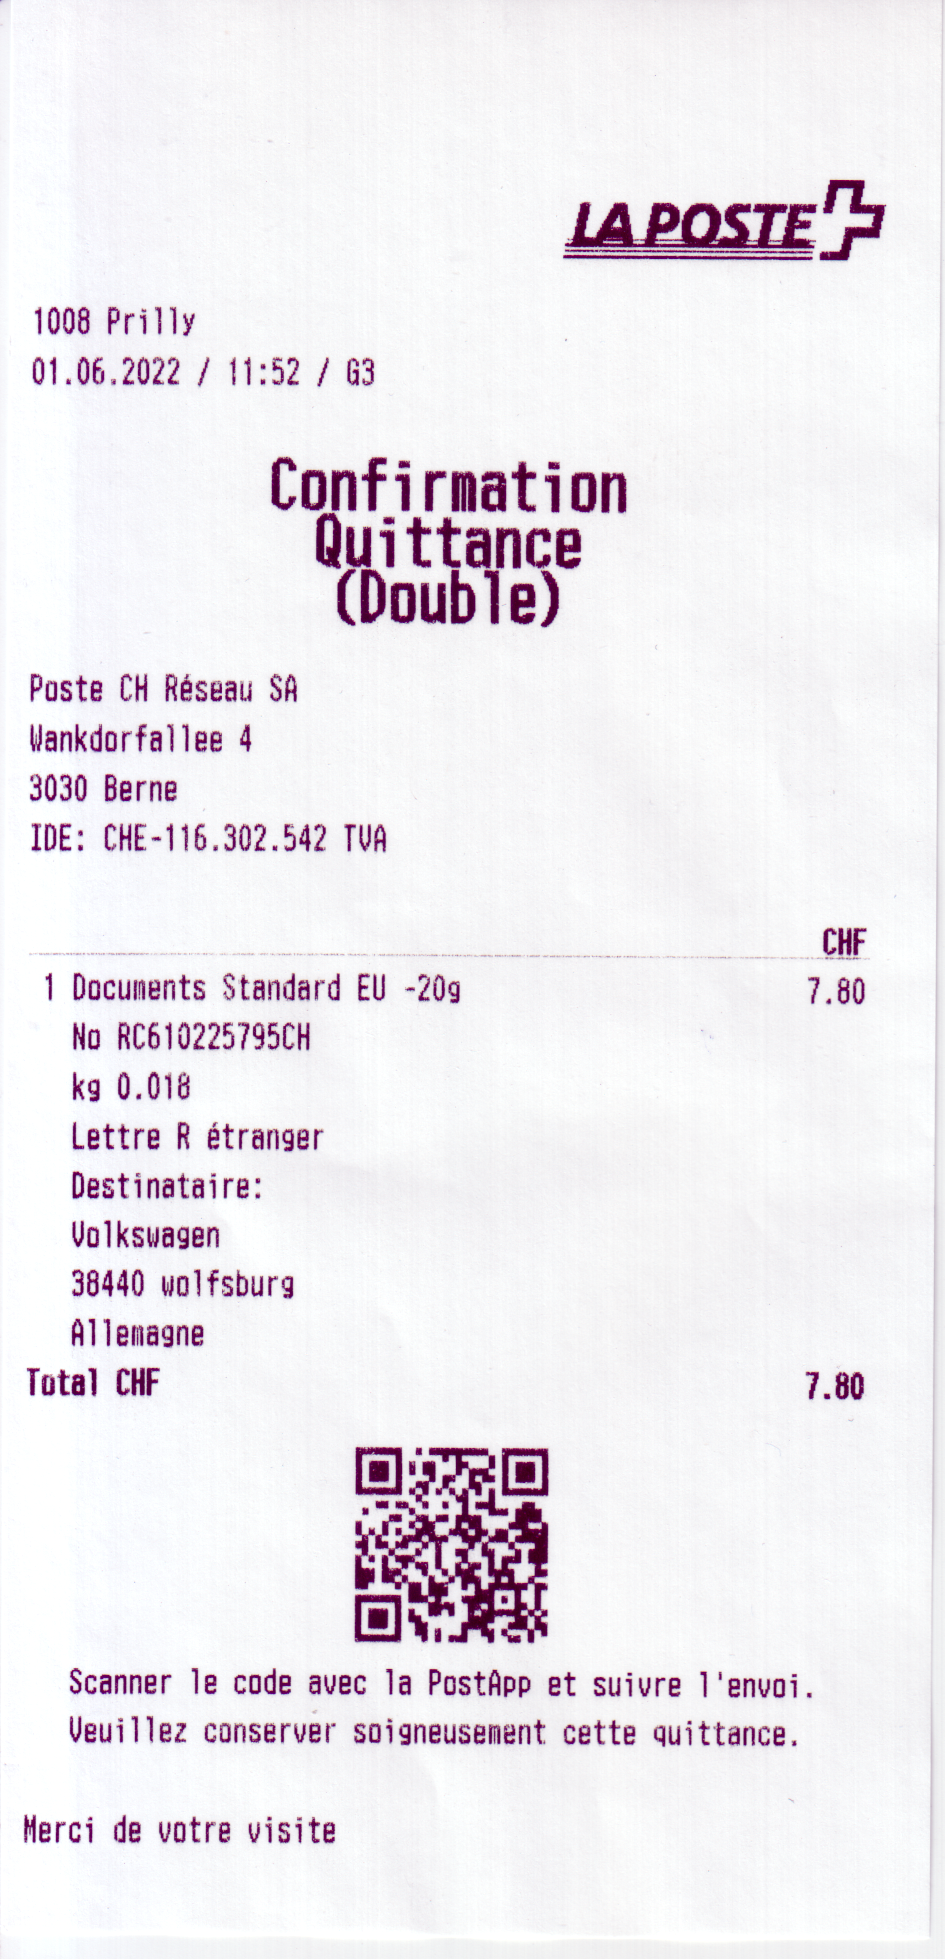 LA POSTE
1008 Prilly
01.06.2022 / 11:52 / G3
Confirmation
Quittance
(Double)
Poste CH Réseau SA
Wankdorfallee 4
3030 Berne
IDE: CHE-116.302.542 TVA
CHF
1 Documents Standard EU -20g 7.80
No RC610225795CH
kg 0.018
Lettre R étranger
Destinataire:
Volkswagen
38440 wolfsburg
Allemagne
Total CHF 7.80
Scanner le code avec la PostApp et suivre l'envoi.
Veuillez conserver soigneusement cette quittance.
Merci de votre visite